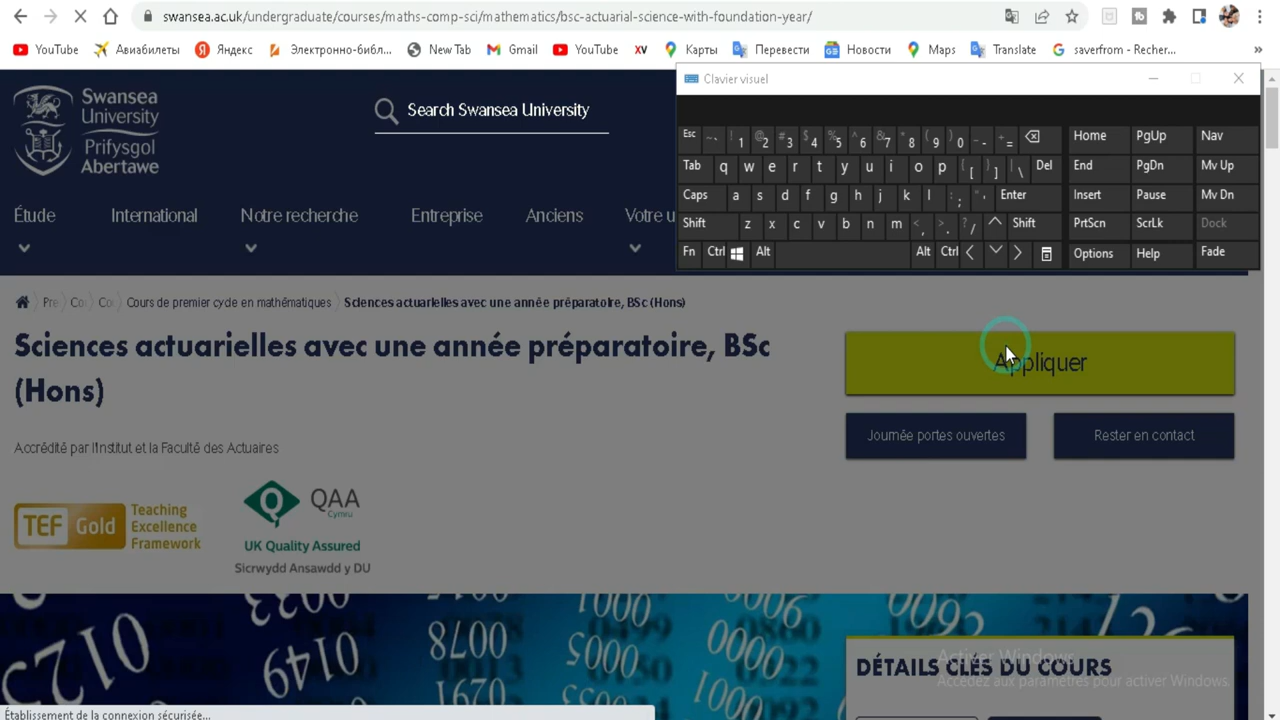 swansea.ac.uk/undergraduate/courses/maths-comp-sci/mathematics/bsc-actuarial-science-with-foundation-year/
YouTube Авиабилеты Яндекс Электронно-библ... New Tab Gmail YouTube XV Карты Перевести Новости Maps Translate saverfrom - Recher... »
Clavier visuel
Esc ~` !1 @2 #3 $4 %5 ^6 &7 *8 (9 )0 _- += Home PgUp Nav
Tab q w e r t y u i o p {[ }] |\ Del End PgDn Mv Up
Caps a s d f g h j k l :; "' Enter Insert Pause Mv Dn
Shift z x c v b n m <, >. ?/ Shift PrtScn ScrLk Dock
Fn Ctrl Alt Alt Ctrl Options Help Fade
Swansea
University
Prifysgol
Abertawe
Search Swansea University
Étude International Notre recherche Entreprise Anciens Votre u
Pre Co Co Cours de premier cycle en mathématiques Sciences actuarielles avec une année préparatoire, BSc (Hons)
Sciences actuarielles avec une année préparatoire, BSc
(Hons)
Appliquer
Journée portes ouvertes Rester en contact
Accrédité par l'Institut et la Faculté des Actuaires
TEF Gold
Teaching
Excellence
Framework
QAA
Cymru
UK Quality Assured
Sicrwydd Ansawdd y DU
DÉTAILS CLÉS DU COURS
Activer Windows
Accédez aux paramètres pour activer Windows.
Établissement de la connexion sécurisée...